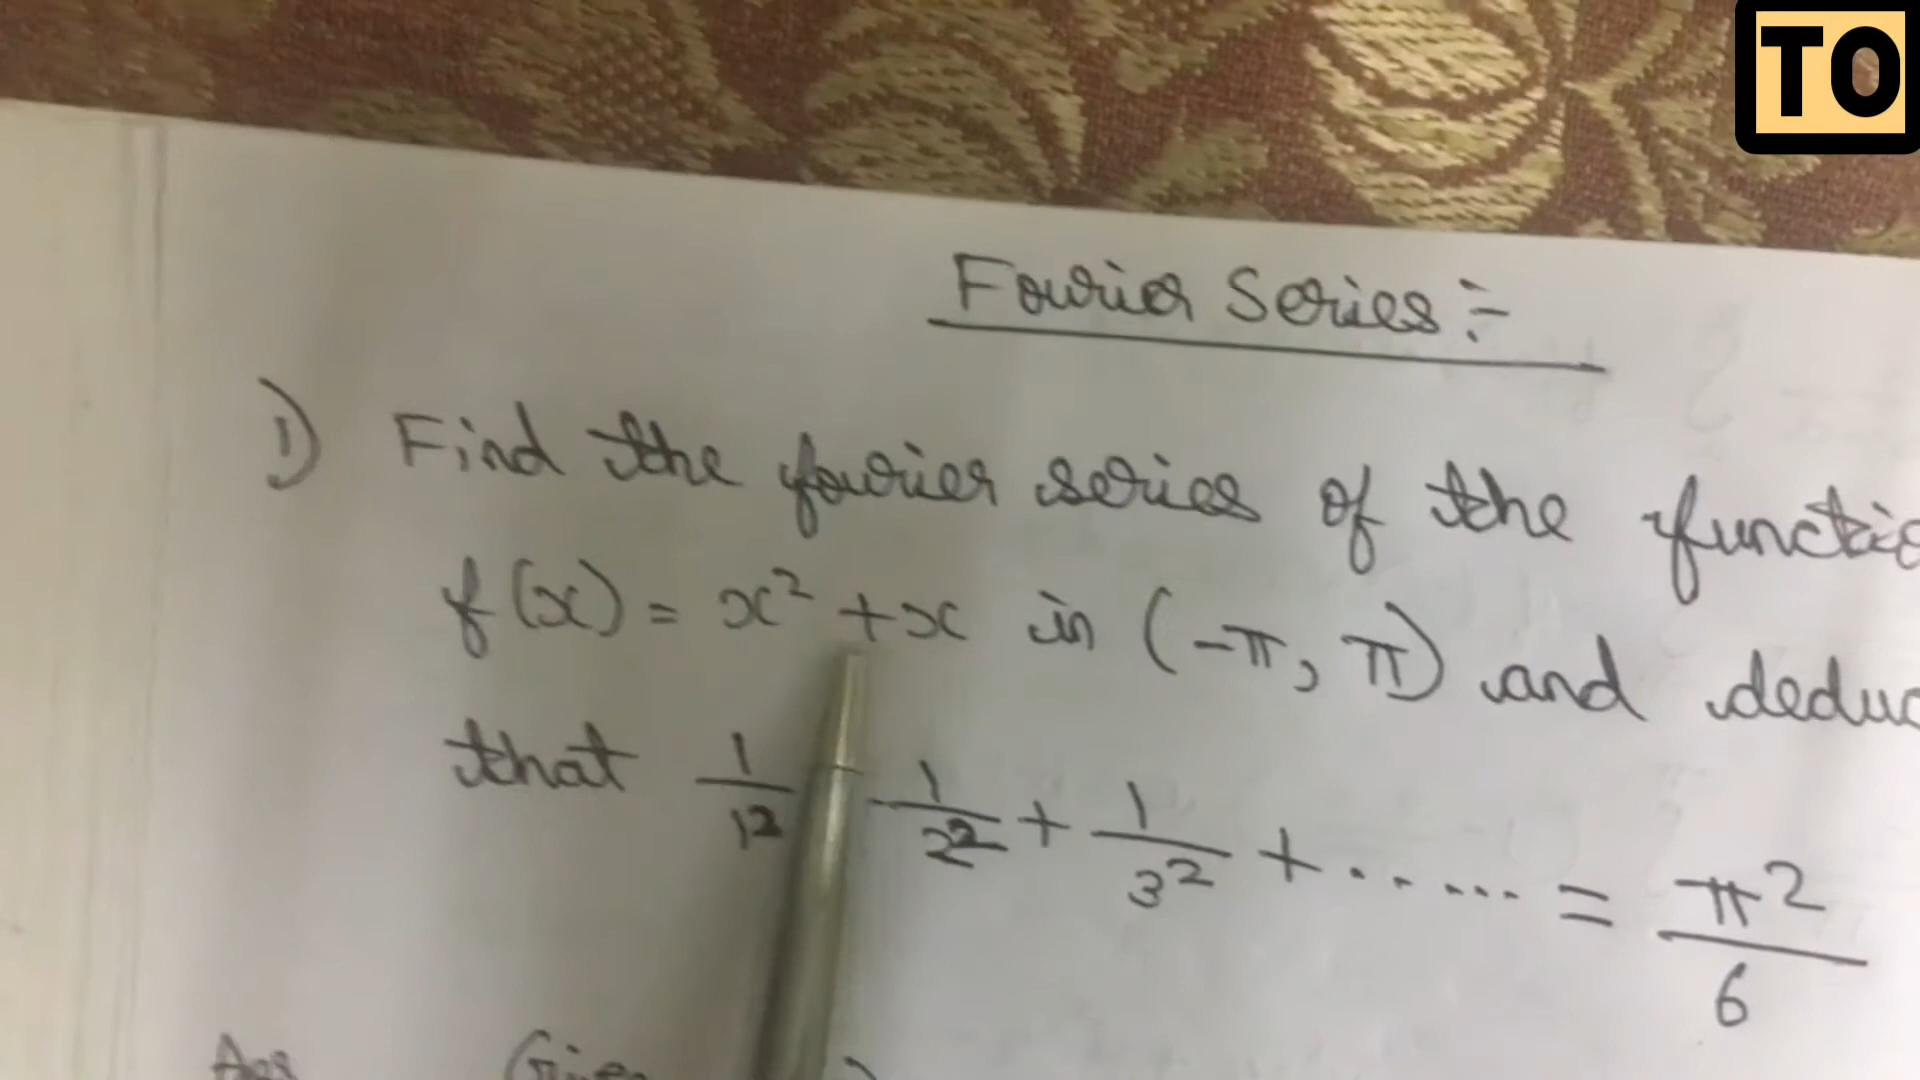 TO
Fourier Series :-
1) Find the fourier series of the functio
f(x) = x² + x in (-π, π) and deduc
that 1/1² 1/2² + 1/3² + ...... = π²/6
Ans